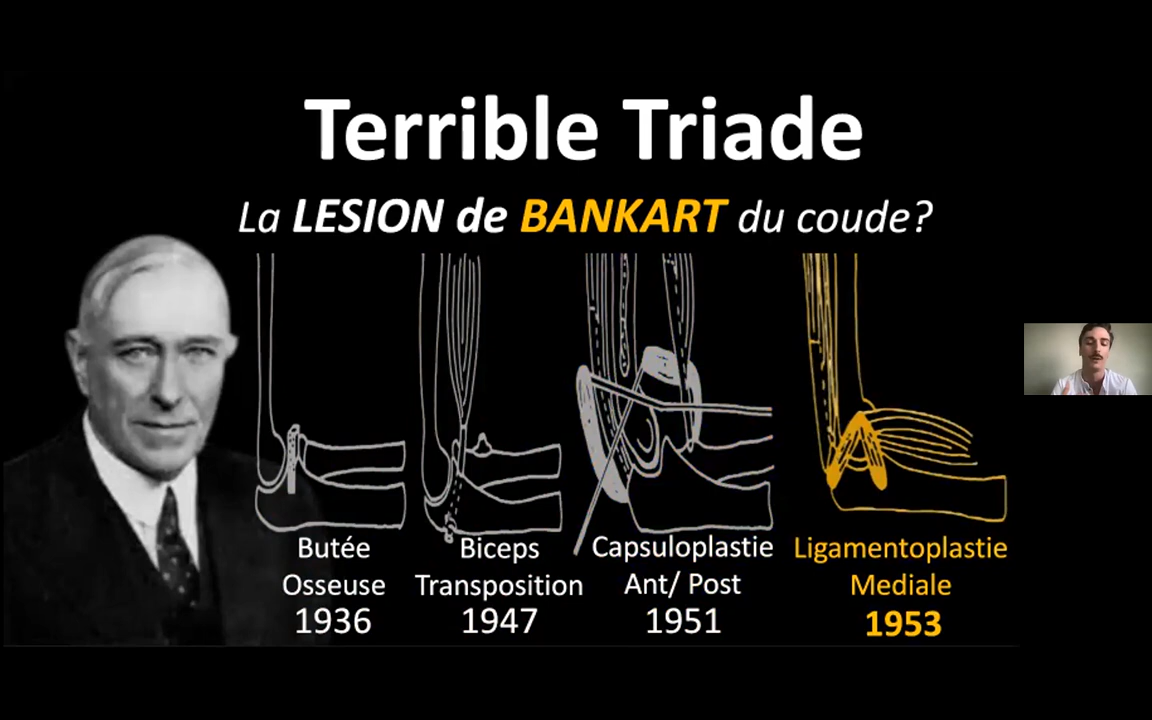 Terrible Triade
La LESION de BANKART du coude?
Butée
Osseuse
1936
Biceps
Transposition
1947
Capsuloplastie
Ant/ Post
1951
Ligamentoplastie
Mediale
1953